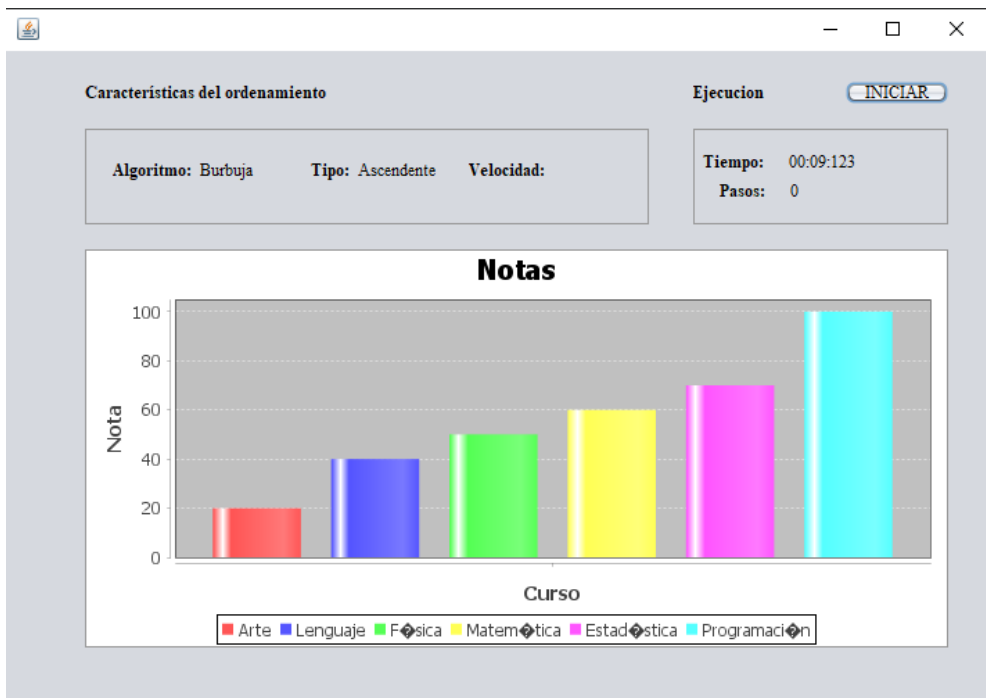 Características del ordenamiento
Ejecucion
INICIAR
Algoritmo: Burbuja Tipo: Ascendente Velocidad:
Tiempo: 00:09:123
Pasos: 0
Notas
100
80
60
40
20
0
Nota
Curso
Arte Lenguaje F�sica Matem�tica Estad�stica Programaci�n